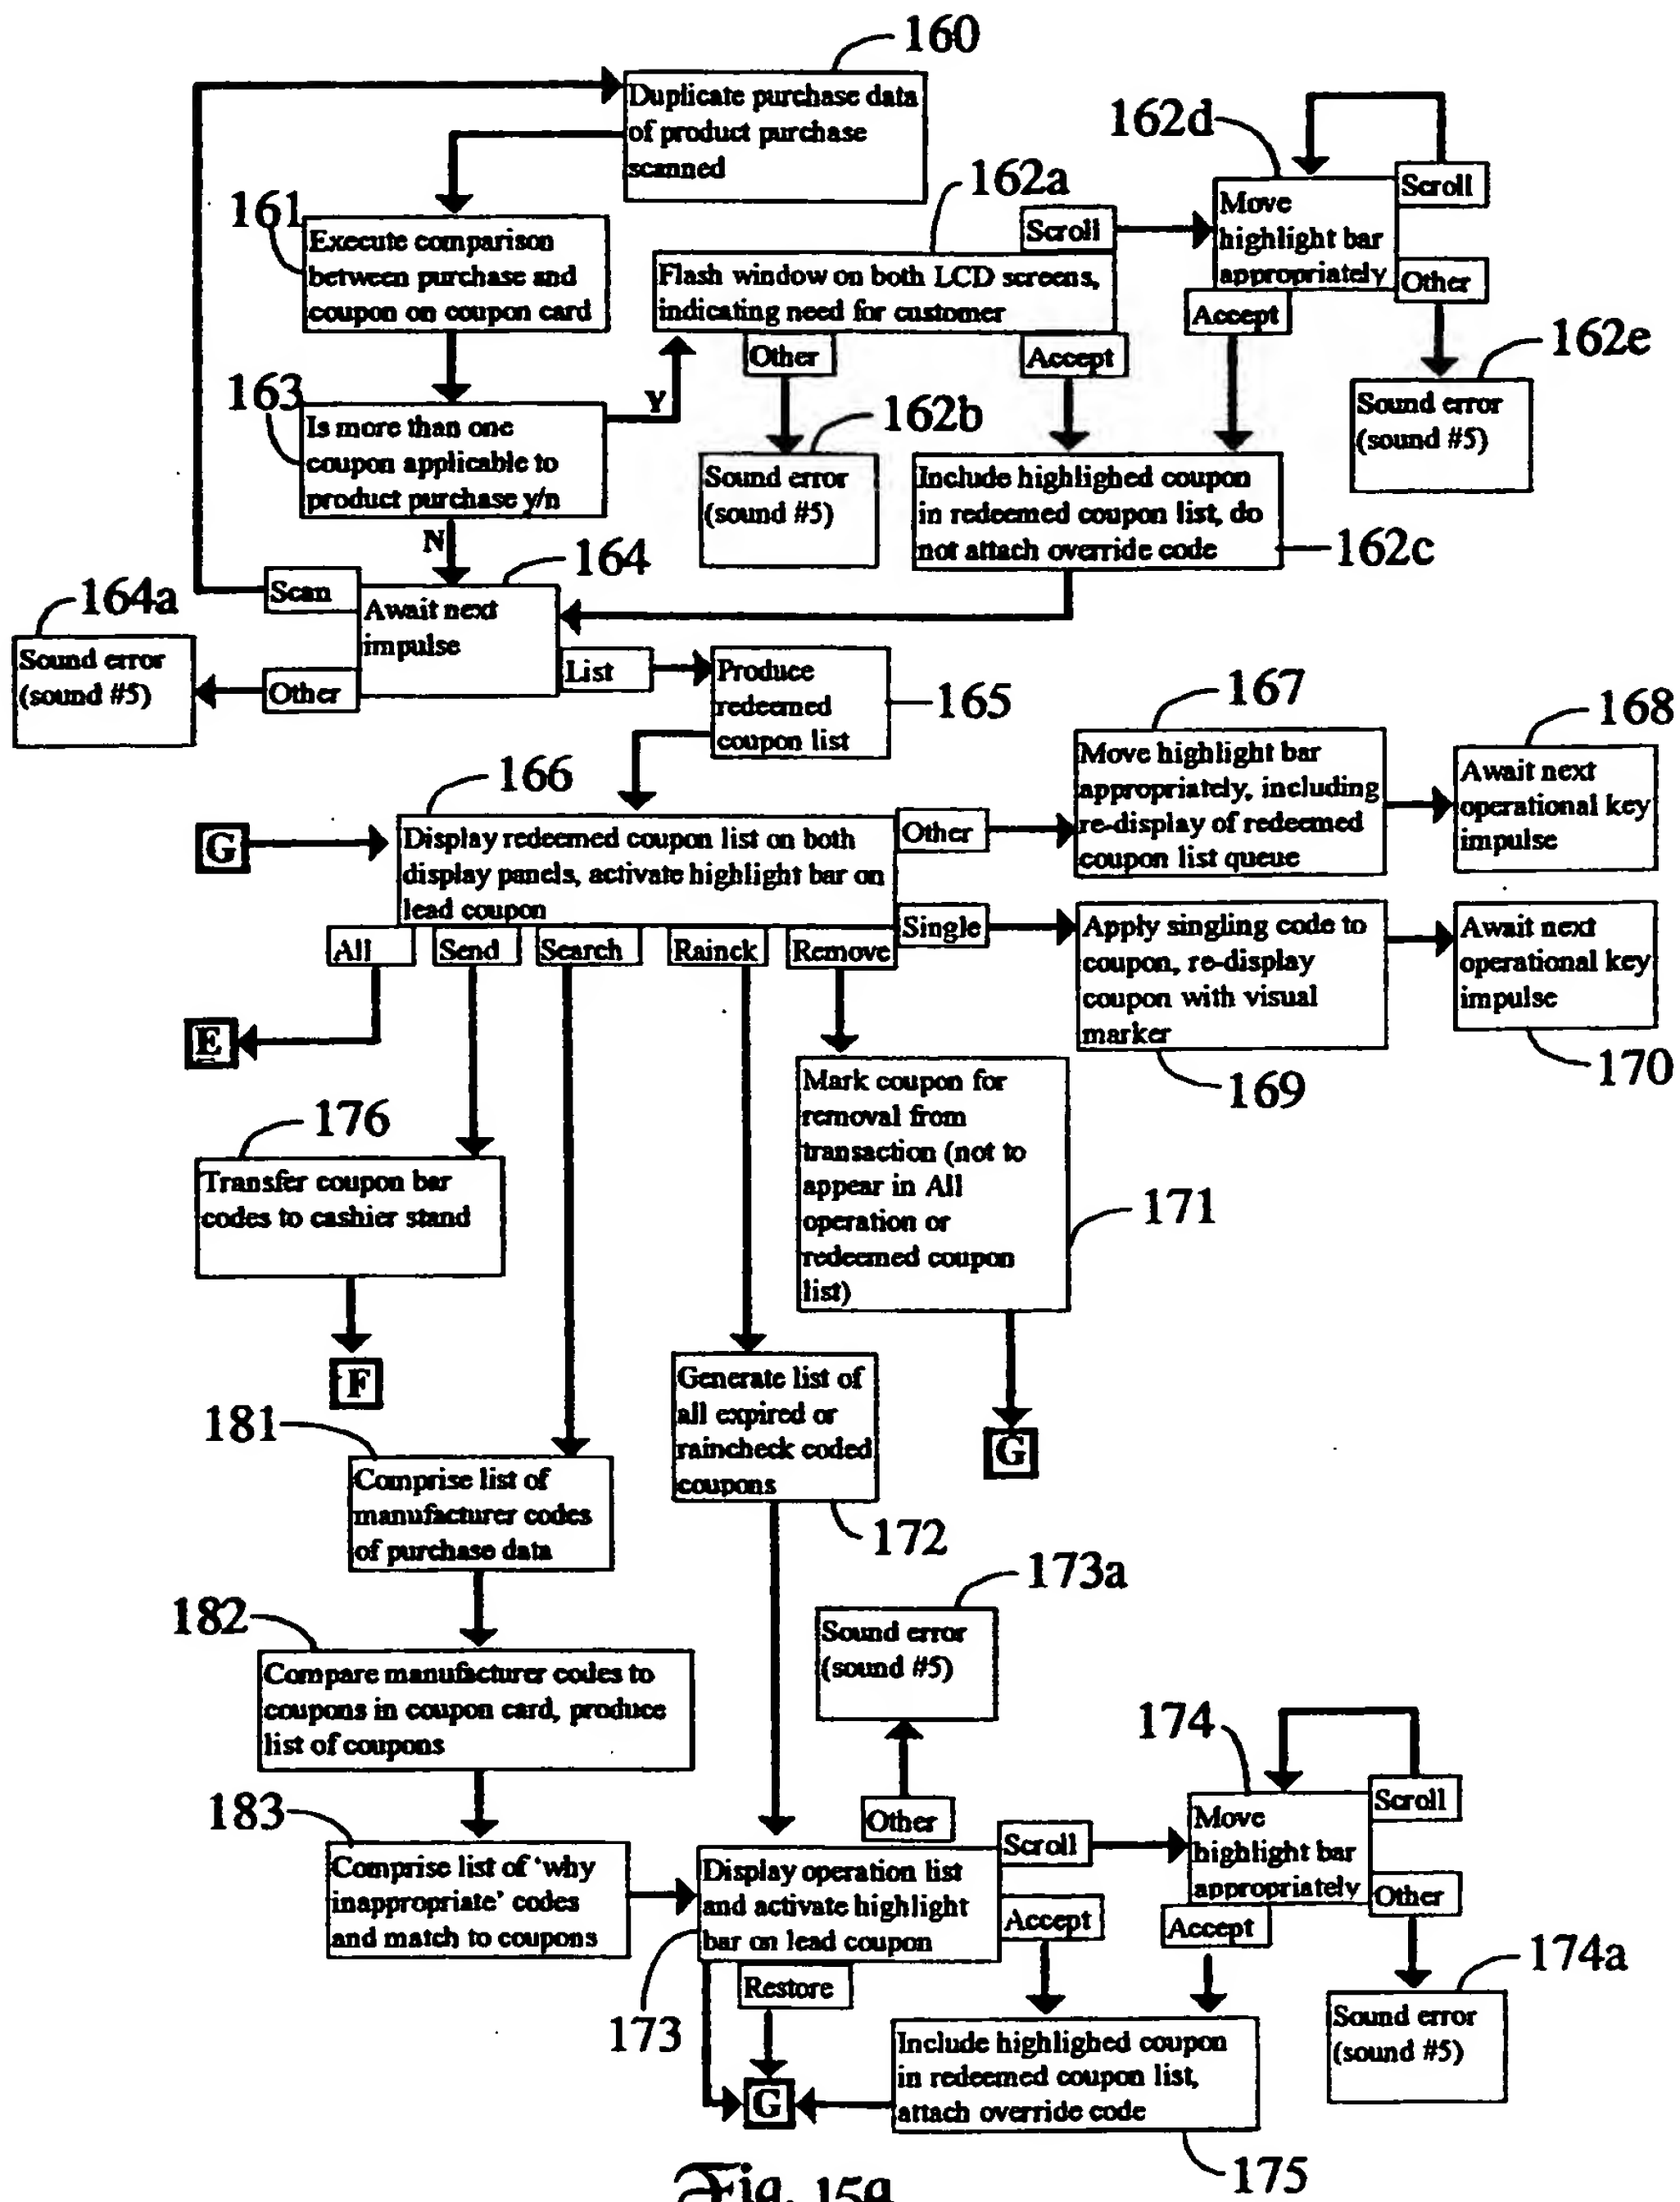 160
Duplicate purchase data
of product purchase
scanned
162d
Scroll
Move
highlight bar
appropriately
Other
Accept
162a
Scroll
161
Execute comparison
between purchase and
coupon on coupon card
Flash window on both LCD screens,
indicating need for customer
Other
Accept
162e
Sound error
(sound #5)
163
Y
Is more than one
coupon applicable to
product purchase y/n
162b
Sound error
(sound #5)
Include highlighed coupon
in redeemed coupon list, do
not attach override code
162c
N
164
164a
Scan
Await next
impulse
Sound error
(sound #5)
Other
List
Produce
redeemed
coupon list
165
167
168
Move highlight bar
appropriately, including
re-display of redeemed
coupon list queue
Await next
operational key
impulse
166
G
Display redeemed coupon list on both
display panels, activate highlight bar on
lead coupon
Other
Single
All
Send
Search
Rainck
Remove
Apply singling code to
coupon, re-display
coupon with visual
marker
Await next
operational key
impulse
E
169
170
Mark coupon for
removal from
transaction (not to
appear in All
operation or
redeemed coupon
list)
171
176
Transfer coupon bar
codes to cashier stand
F
Generate list of
all expired or
raincheck coded
coupons
G
181
Comprise list of
manufacturer codes
of purchase data
172
173a
Sound error
(sound #5)
182
Compare manufacturer codes to
coupons in coupon card, produce
list of coupons
174
Scroll
Move
highlight bar
appropriately
Other
Accept
183
Other
Scroll
Comprise list of 'why
inappropriate' codes
and match to coupons
Display operation list
and activate highlight
bar on lead coupon
Accept
Restore
173
174a
Sound error
(sound #5)
Include highlighed coupon
in redeemed coupon list,
attach override code
G
175
Fig. 15a